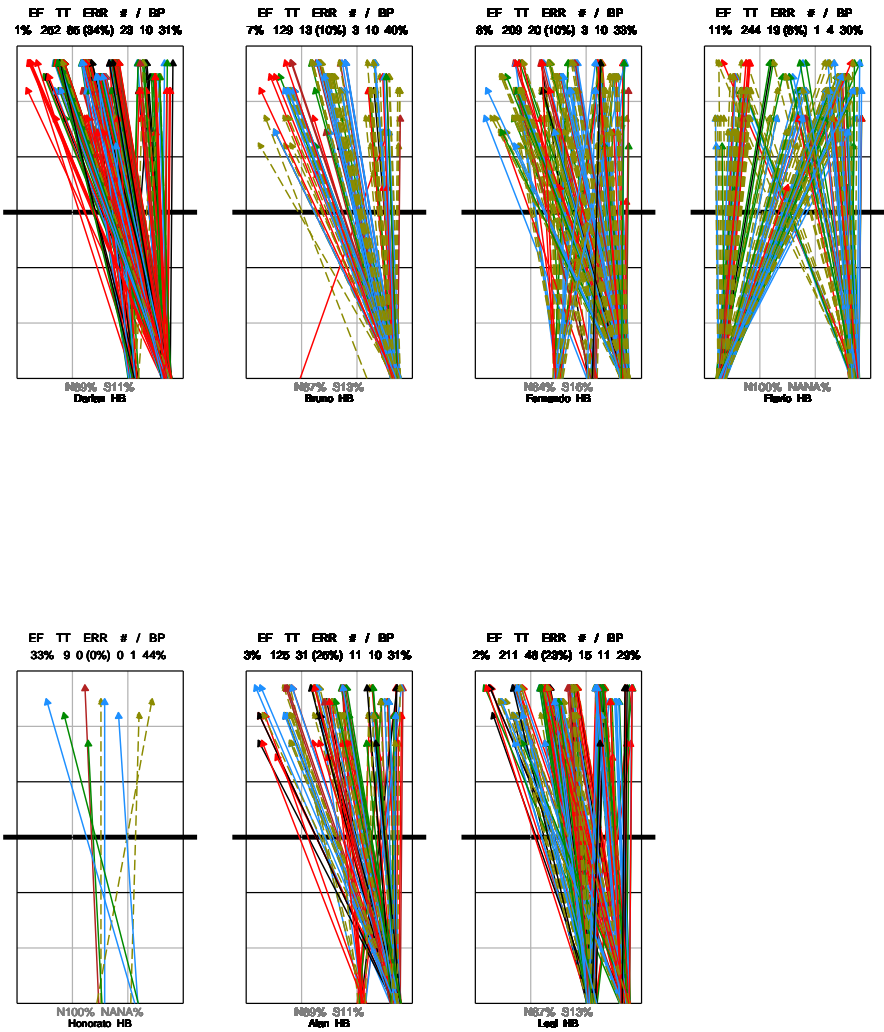 EF TT ERR # / BP
1% 252 85 (34%) 23 10 31%
EF TT ERR # / BP
7% 129 13 (10%) 3 10 40%
EF TT ERR # / BP
8% 209 20 (10%) 3 10 33%
EF TT ERR # / BP
11% 244 19 (8%) 1 4 30%
N89% S11%
Darlan HB
N87% S13%
Bruno HB
N84% S16%
Fernando HB
N100% NANA%
Flavio HB
EF TT ERR # / BP
33% 9 0 (0%) 0 1 44%
EF TT ERR # / BP
3% 125 31 (25%) 11 10 31%
EF TT ERR # / BP
2% 211 48 (23%) 15 11 29%
N100% NANA%
Honorato HB
N89% S11%
Alan HB
N87% S13%
Leal HB